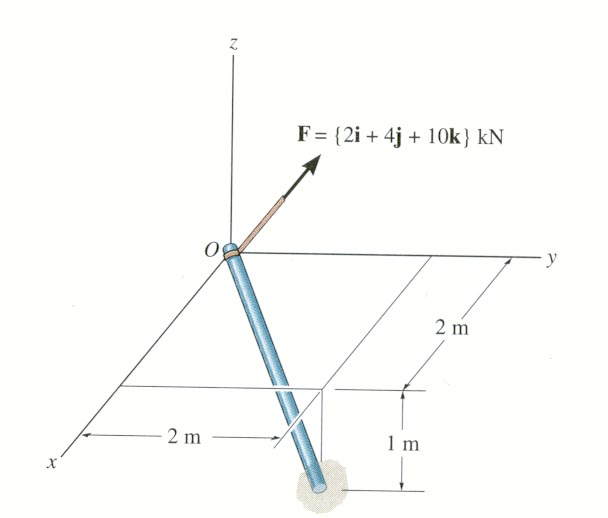 z
F = {2i + 4j + 10k} kN
O
y
2 m
2 m
1 m
x